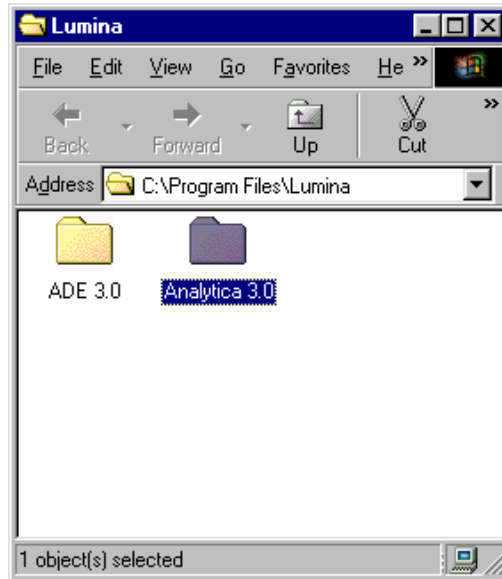 Lumina
File Edit View Go Favorites He »
Back Forward Up Cut »
Address C:\Program Files\Lumina
ADE 3.0 Analytica 3.0
1 object(s) selected